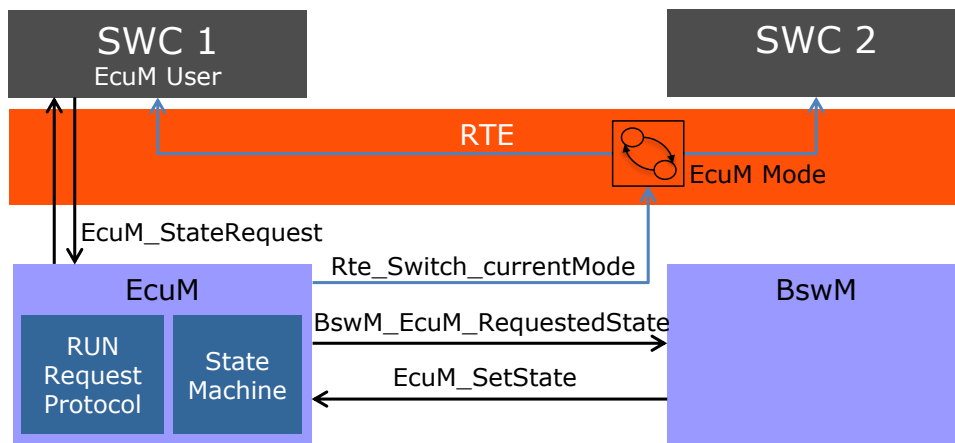 SWC 1
EcuM User
SWC 2
RTE
EcuM Mode
EcuM_StateRequest
Rte_Switch_currentMode
EcuM
BswM
BswM_EcuM_RequestedState
RUN
Request
Protocol
State
Machine
EcuM_SetState